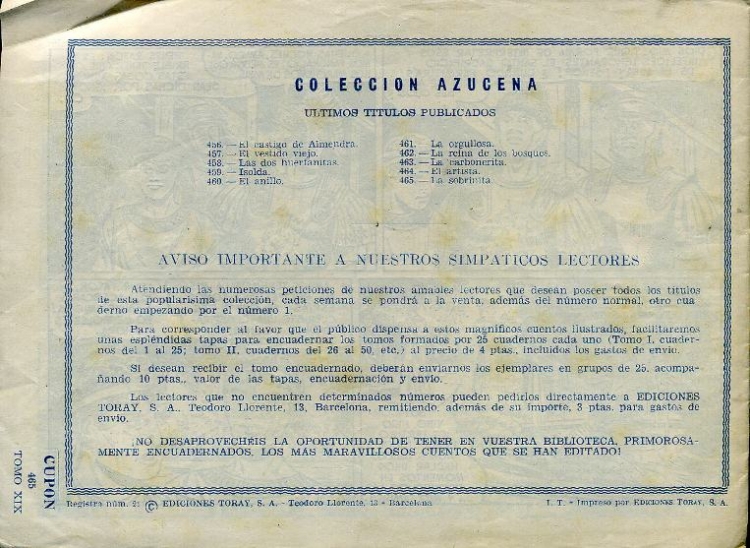 COLECCION AZUCENA
ULTIMOS TITULOS PUBLICADOS
456.—El castigo de Almendra.
457.—El vestido viejo.
458.—Las dos huerfanitas.
459.—Isolda.
460.—El anillo.
461.—La orgullosa.
462.—La reina de los bosques.
463.—La carbonerita.
464.—El artista.
465.—La sobrinita.
AVISO IMPORTANTE A NUESTROS SIMPATICOS LECTORES
Atendiendo las numerosas peticiones de nuestros amables lectores que desean poseer todos los títulos
de esta popularísima colección, cada semana se pondrá a la venta, además del número normal, otro cua
derno empezando por el número 1.
Para corresponder al favor que el público dispensa a estos magníficos cuentos ilustrados, facilitaremos
unas espléndidas tapas para encuadernar los tomos formados por 25 cuadernos cada uno (Tomo I, cuader-
nos del 1 al 25; tomo II, cuadernos del 26 al 50, etc.) al precio de 4 ptas., incluidos los gastos de envío.
Si desean recibir el tomo encuadernado, deberán enviarnos los ejemplares en grupos de 25, acompa-
ñando 10 ptas., valor de las tapas, encuadernación y envío.
Los lectores que no encuentren determinados números pueden pedirlos directamente a EDICIONES
TORAY, S. A., Teodoro Llorente, 13, Barcelona, remitiendo, además de su importe, 3 ptas. para gastos de
envío.
¡NO DESAPROVECHEIS LA OPORTUNIDAD DE TENER EN VUESTRA BIBLIOTECA, PRIMOROSA-
MENTE ENCUADERNADOS, LOS MAS MARAVILLOSOS CUENTOS QUE SE HAN EDITADO!
CUPON
465
TOMO XIX
Registro núm. 2: © EDICIONES TORAY, S. A. - Teodoro Llorente, 13 - Barcelona
I. T. - Impreso por EDICIONES TORAY, S. A.